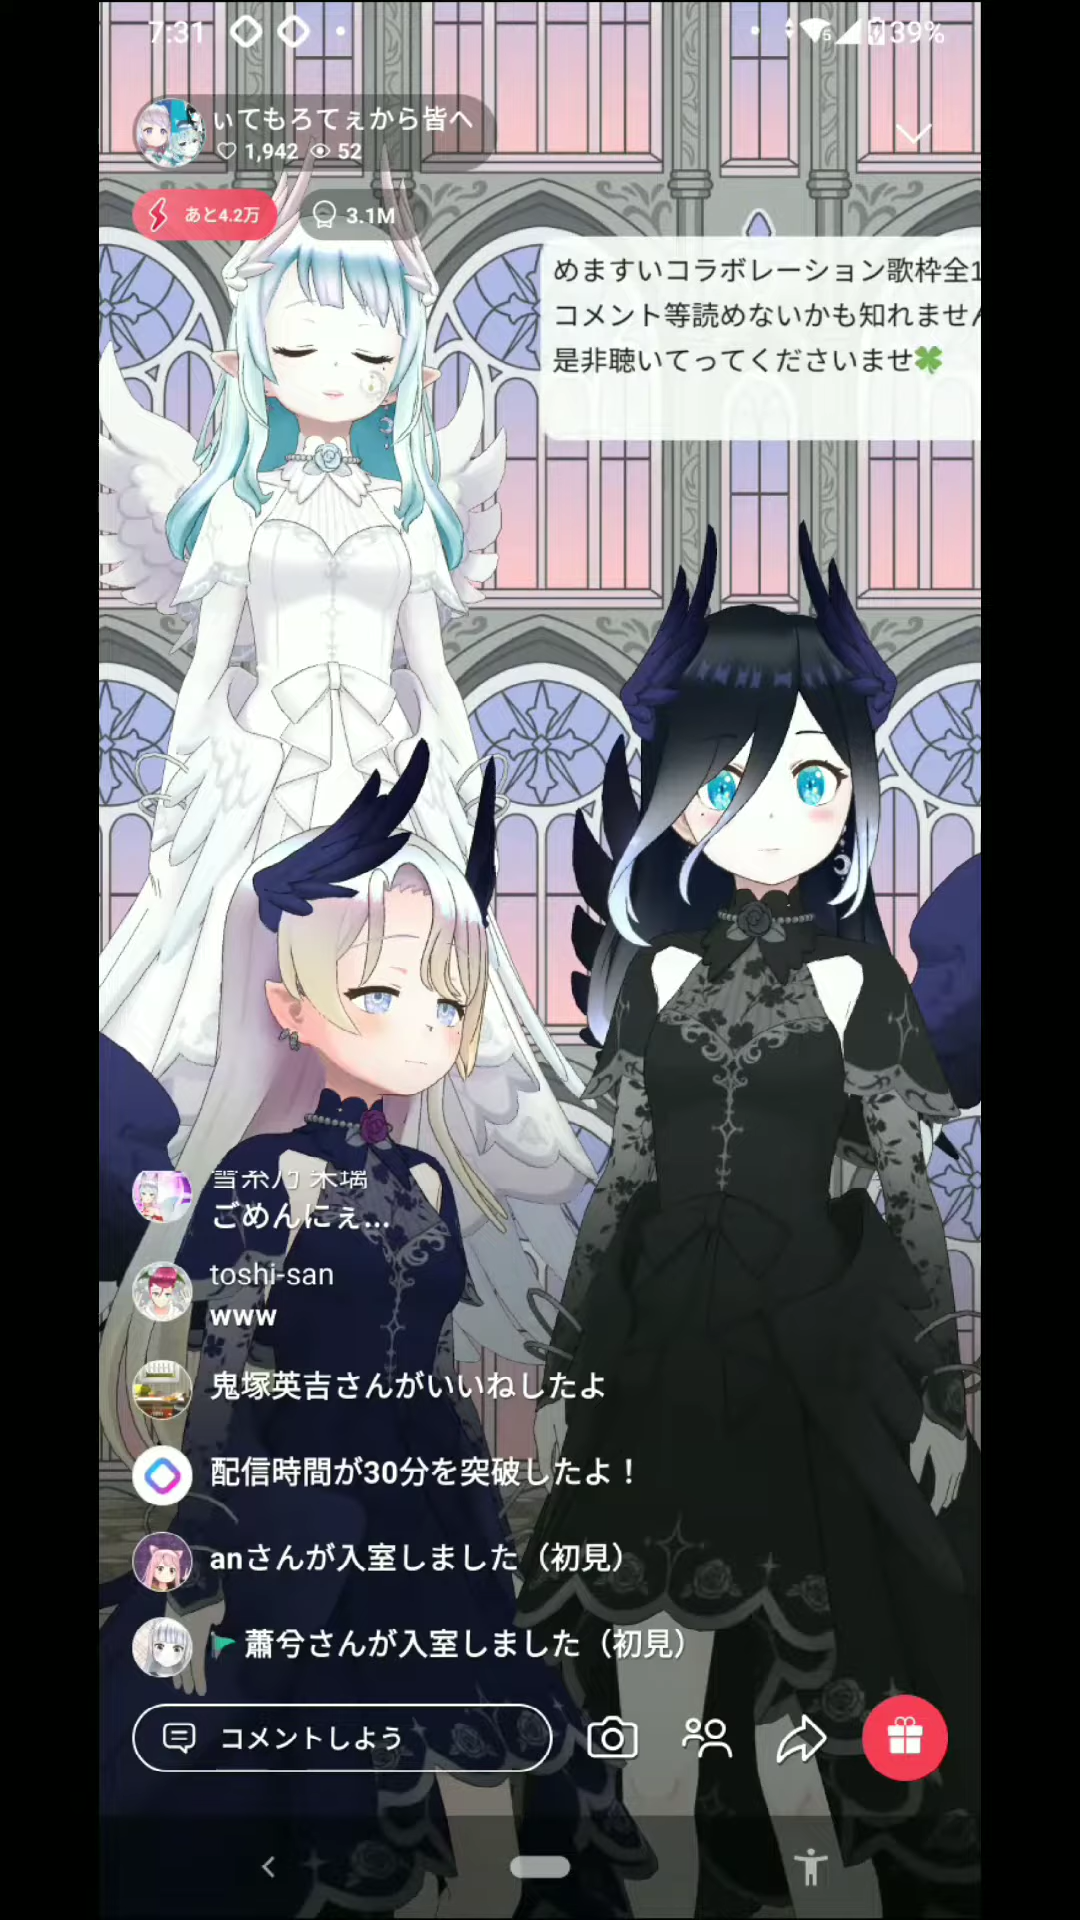 7:31
5
39%
いてもろてぇから皆へ
1,942 52
あと4.2万
3.1M
めますいコラボレーション歌枠全1
コメント等読めないかも知れません
是非聴いてってくださいませ🍀
ごめんにぇ...
toshi-san
www
鬼塚英吉さんがいいねしたよ
配信時間が30分を突破したよ！
anさんが入室しました（初見）
蕭兮さんが入室しました（初見）
コメントしよう